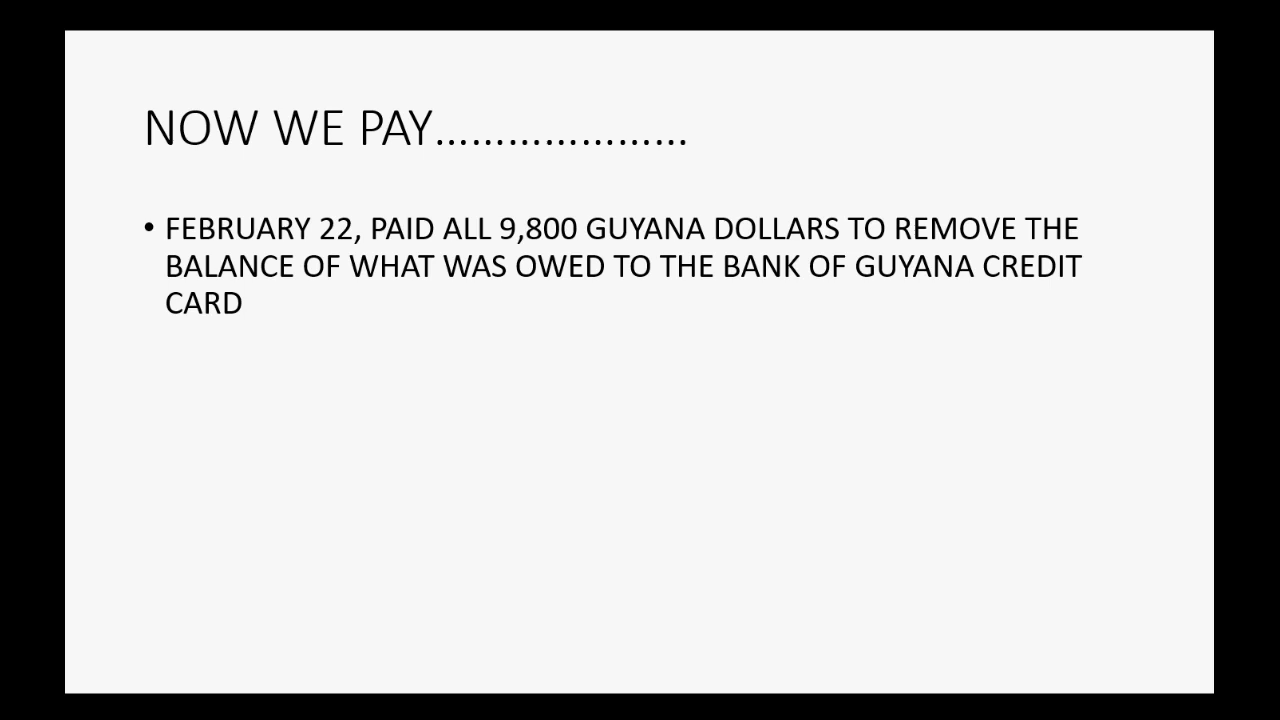 NOW WE PAY.....................
• FEBRUARY 22, PAID ALL 9,800 GUYANA DOLLARS TO REMOVE THE
BALANCE OF WHAT WAS OWED TO THE BANK OF GUYANA CREDIT
CARD